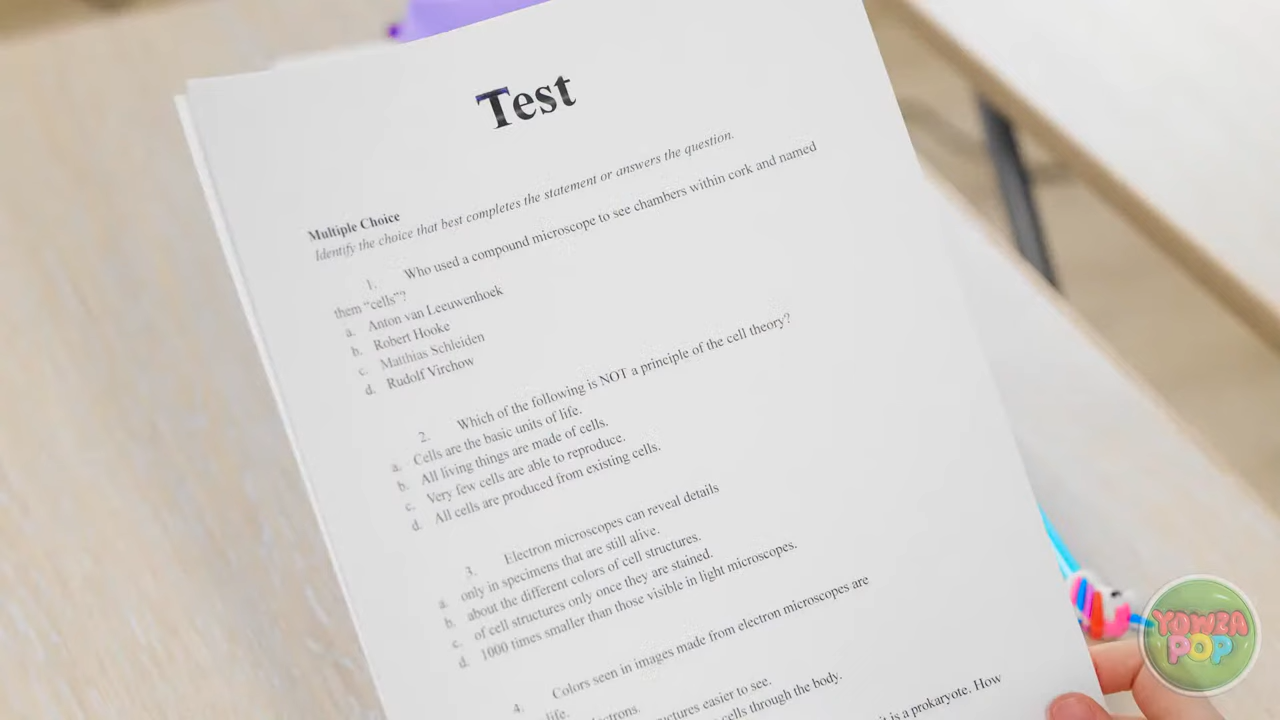 Test
Multiple Choice
Identify the choice that best completes the statement or answers the question.
1. Who used a compound microscope to see chambers within cork and named
them “cells”?
a. Anton van Leeuwenhoek
b. Robert Hooke
c. Matthias Schleiden
d. Rudolf Virchow
2. Which of the following is NOT a principle of the cell theory?
a. Cells are the basic units of life.
b. All living things are made of cells.
c. Very few cells are able to reproduce.
d. All cells are produced from existing cells.
3. Electron microscopes can reveal details
a. only in specimens that are still alive.
b. about the different colors of cell structures.
c. of cell structures only once they are stained.
d. 1000 times smaller than those visible in light microscopes.
4. Colors seen in images made from electron microscopes are
life.
easier to see.
cells through the body.
it is a prokaryote. How
YOWZA
POP